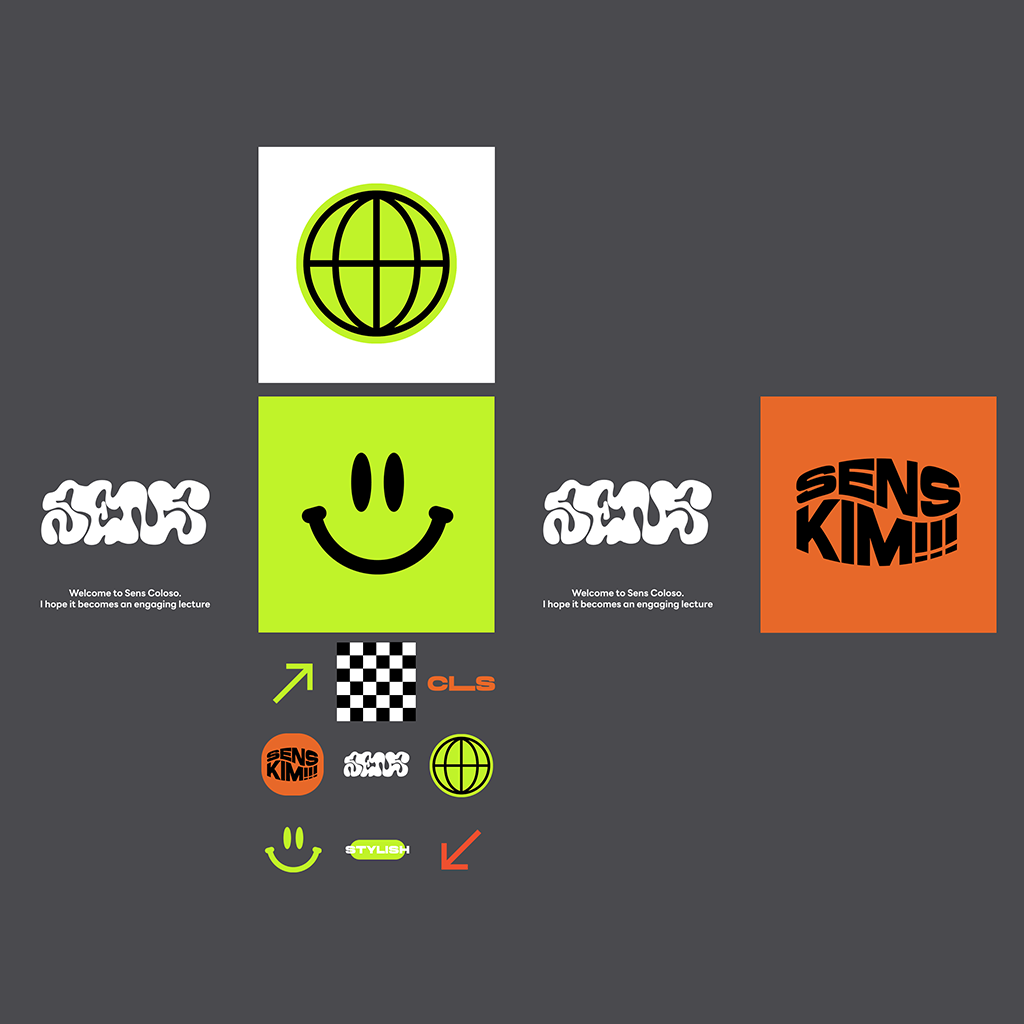 SENS
Welcome to Sens Coloso.
I hope it becomes an engaging lecture
SENS
Welcome to Sens Coloso.
I hope it becomes an engaging lecture
SENS
KIM!!!
CLS
SENS
KIM!!!
SENS
STYLISH